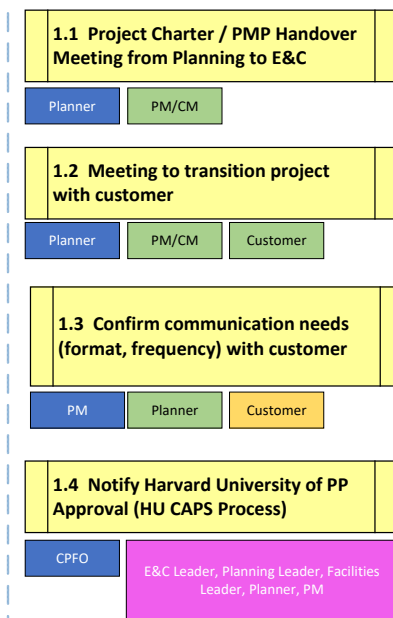 1.1 Project Charter / PMP Handover
Meeting from Planning to E&C
Planner
PM/CM
1.2 Meeting to transition project
with customer
Planner
PM/CM
Customer
1.3 Confirm communication needs
(format, frequency) with customer
PM
Planner
Customer
1.4 Notify Harvard University of PP
Approval (HU CAPS Process)
CPFO
E&C Leader, Planning Leader, Facilities
Leader, Planner, PM